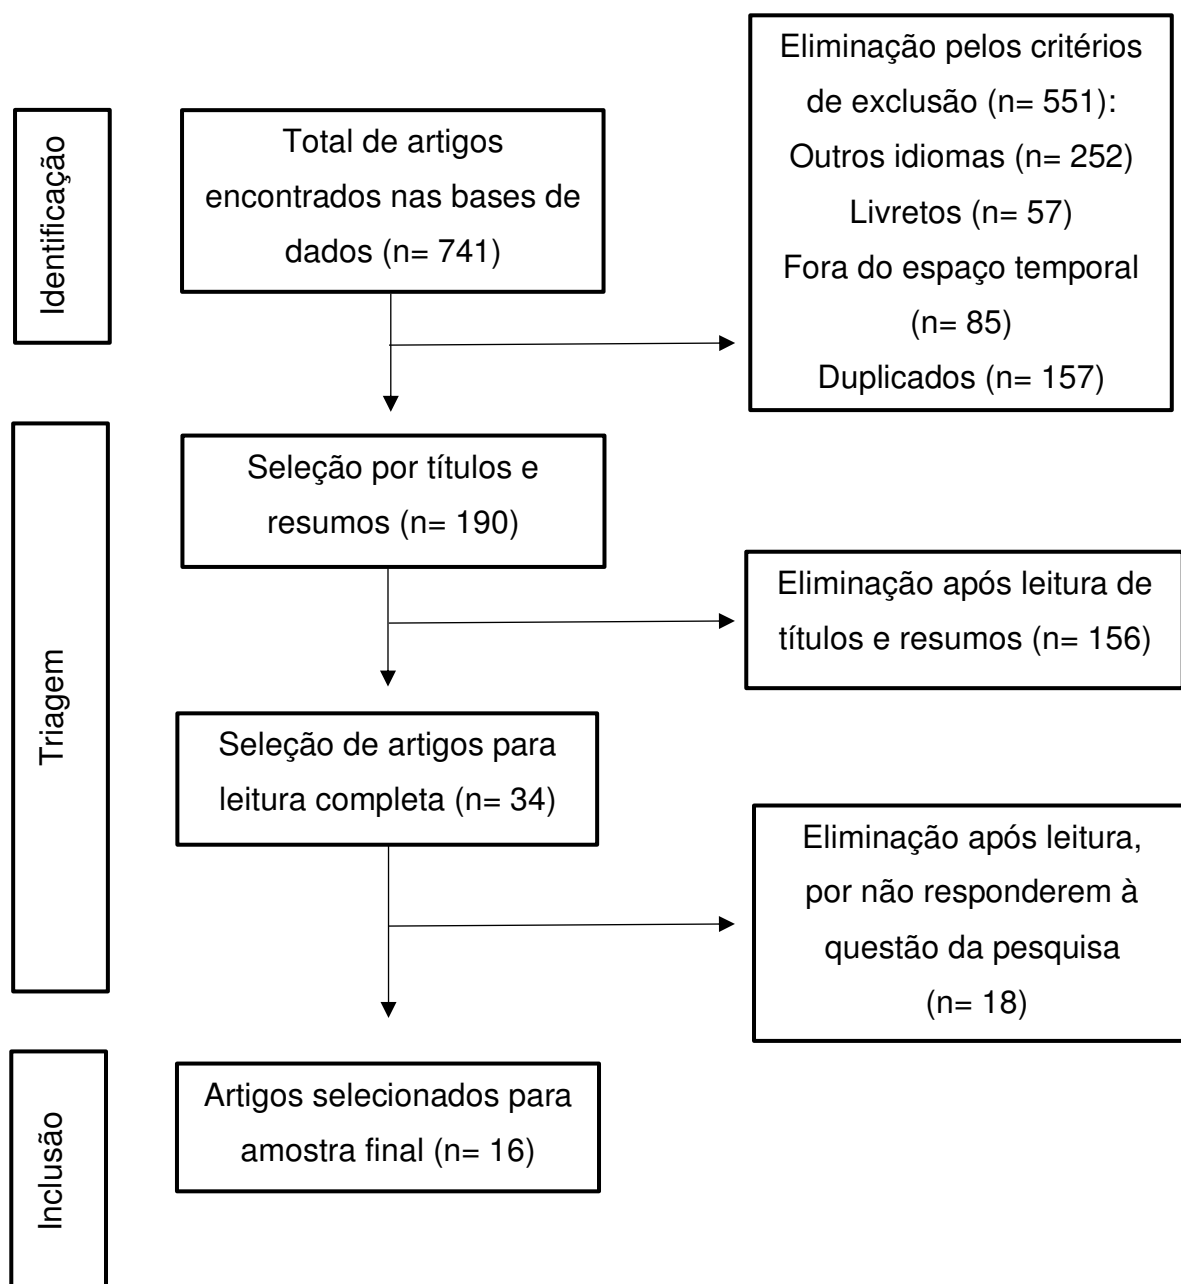 Identificação
Total de artigos
encontrados nas bases de
dados (n= 741)
Eliminação pelos critérios
de exclusão (n= 551):
Outros idiomas (n= 252)
Livretos (n= 57)
Fora do espaço temporal
(n= 85)
Duplicados (n= 157)
Triagem
Seleção por títulos e
resumos (n= 190)
Eliminação após leitura de
títulos e resumos (n= 156)
Seleção de artigos para
leitura completa (n= 34)
Eliminação após leitura,
por não responderem à
questão da pesquisa
(n= 18)
Inclusão
Artigos selecionados para
amostra final (n= 16)